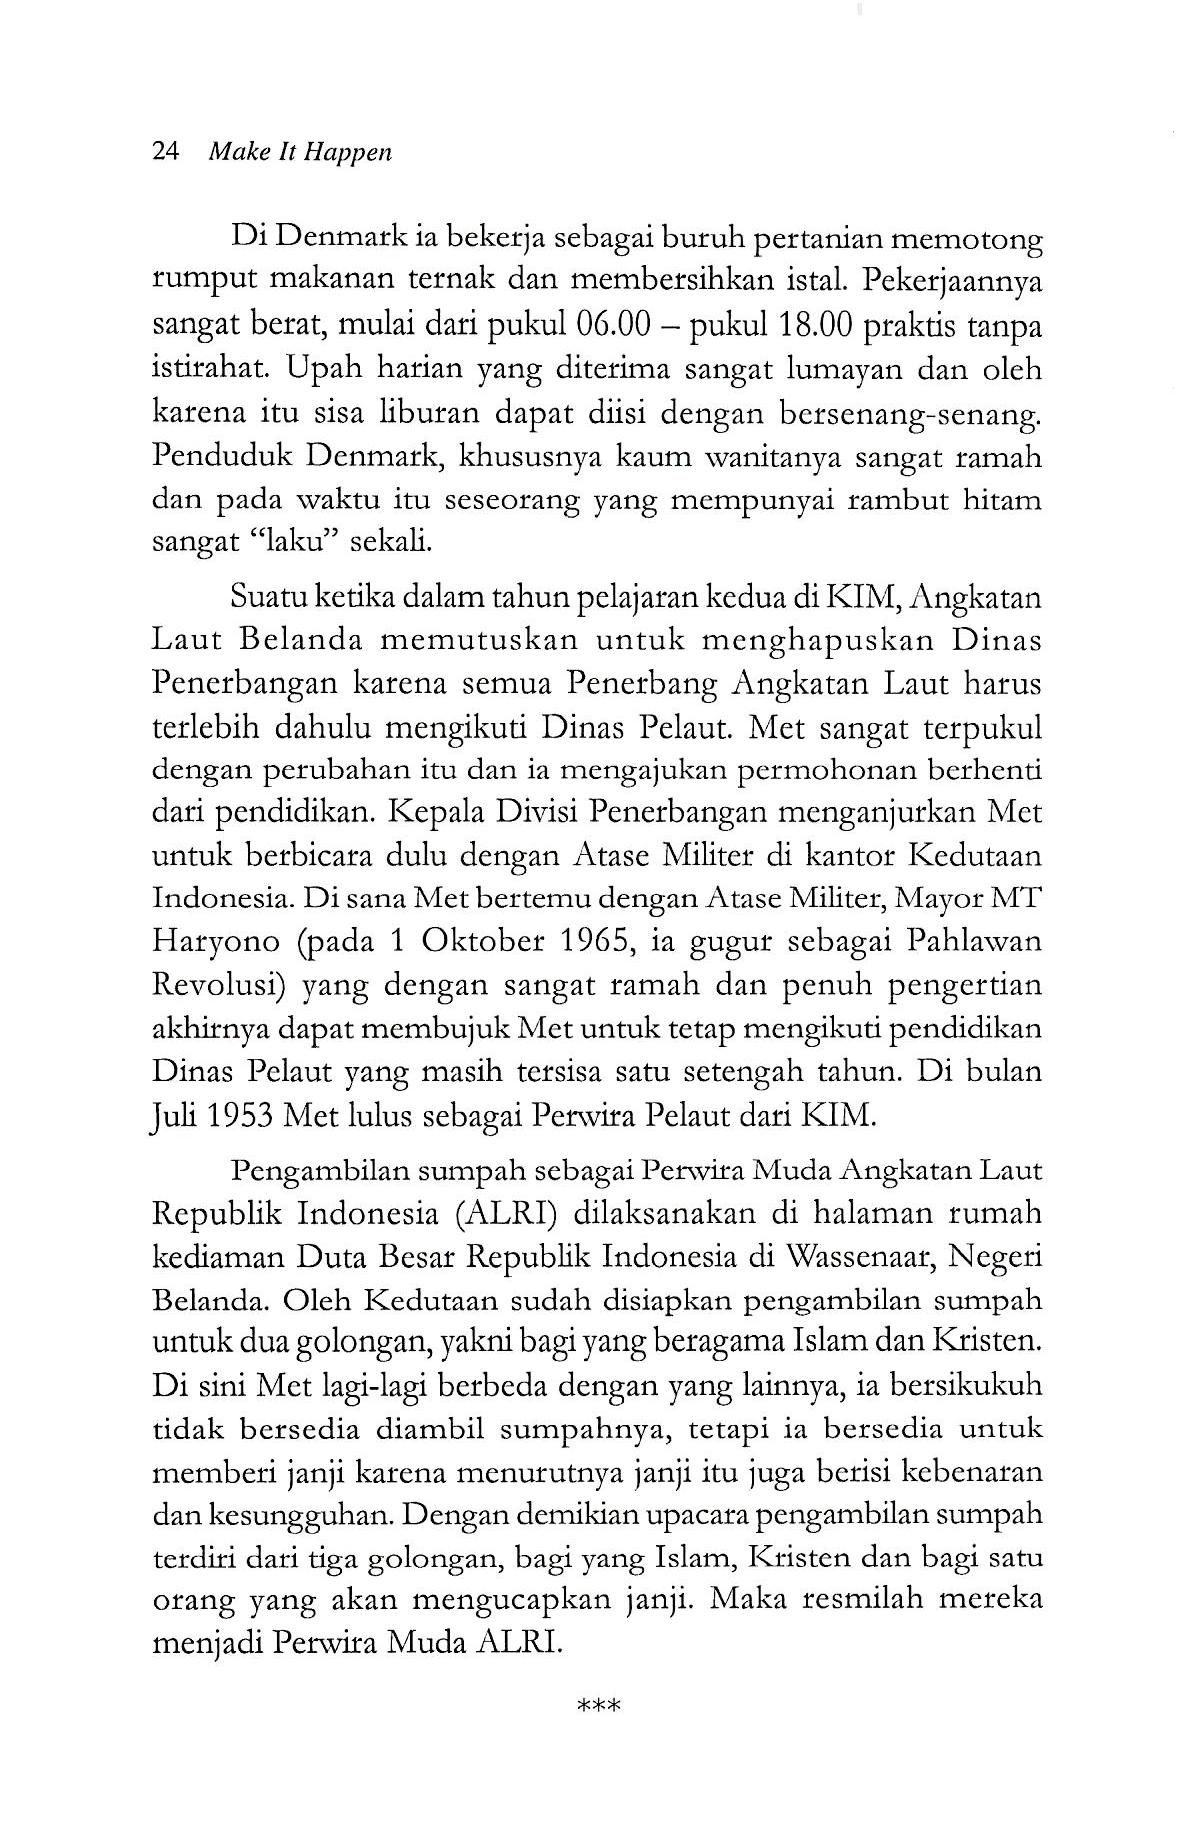 24 Make It Happen
Di Denmark ia bekerja sebagai buruh pertanian memotong
rumput makanan ternak dan membersihkan istal. Pekerjaannya
sangat berat, mulai dari pukul 06.00 – pukul 18.00 praktis tanpa
istirahat. Upah harian yang diterima sangat lumayan dan oleh
karena itu sisa liburan dapat diisi dengan bersenang-senang.
Penduduk Denmark, khususnya kaum wanitanya sangat ramah
dan pada waktu itu seseorang yang mempunyai rambut hitam
sangat “laku” sekali.
Suatu ketika dalam tahun pelajaran kedua di KIM, Angkatan
Laut Belanda memutuskan untuk menghapuskan Dinas
Penerbangan karena semua Penerbang Angkatan Laut harus
terlebih dahulu mengikuti Dinas Pelaut. Met sangat terpukul
dengan perubahan itu dan ia mengajukan permohonan berhenti
dari pendidikan. Kepala Divisi Penerbangan menganjurkan Met
untuk berbicara dulu dengan Atase Militer di kantor Kedutaan
Indonesia. Di sana Met bertemu dengan Atase Militer, Mayor MT
Haryono (pada 1 Oktober 1965, ia gugur sebagai Pahlawan
Revolusi) yang dengan sangat ramah dan penuh pengertian
akhirnya dapat membujuk Met untuk tetap mengikuti pendidikan
Dinas Pelaut yang masih tersisa satu setengah tahun. Di bulan
Juli 1953 Met lulus sebagai Perwira Pelaut dari KIM.
Pengambilan sumpah sebagai Perwira Muda Angkatan Laut
Republik Indonesia (ALRI) dilaksanakan di halaman rumah
kediaman Duta Besar Republik Indonesia di Wassenaar, Negeri
Belanda. Oleh Kedutaan sudah disiapkan pengambilan sumpah
untuk dua golongan, yakni bagi yang beragama Islam dan Kristen.
Di sini Met lagi-lagi berbeda dengan yang lainnya, ia bersikukuh
tidak bersedia diambil sumpahnya, tetapi ia bersedia untuk
memberi janji karena menurutnya janji itu juga berisi kebenaran
dan kesungguhan. Dengan demikian upacara pengambilan sumpah
terdiri dari tiga golongan, bagi yang Islam, Kristen dan bagi satu
orang yang akan mengucapkan janji. Maka resmilah mereka
menjadi Perwira Muda ALRI.
***